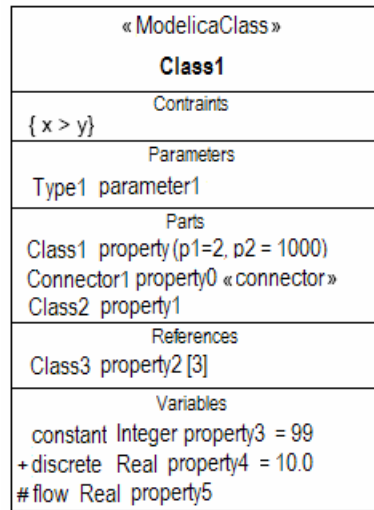 « ModelicaClass »
Class1
Contraints
{ x > y}
Parameters
Type1 parameter1
Parts
Class1 property (p1=2, p2 = 1000)
Connector1 property0 «connector»
Class2 property1
References
Class3 property2 [3]
Variables
constant Integer property3 = 99
+ discrete Real property4 = 10.0
# flow Real property5